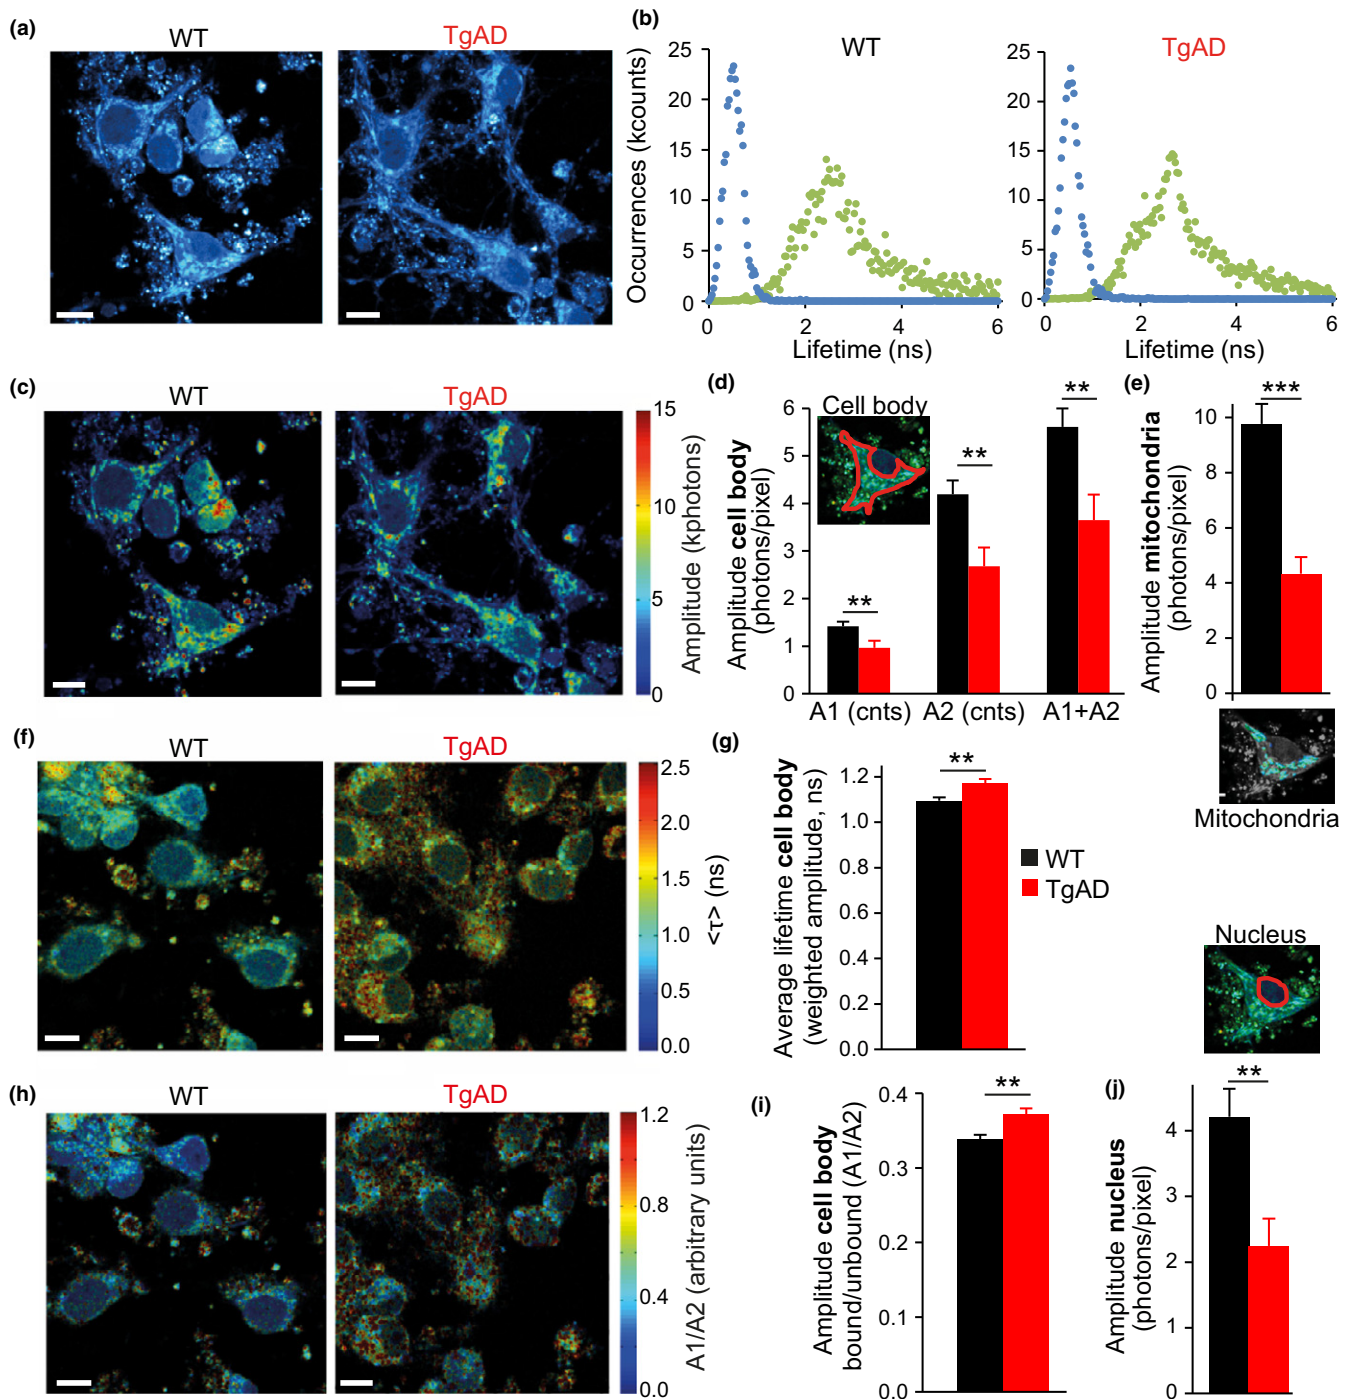 (a)
WT
TgAD
(b)
WT
TgAD
Occurrences (kcounts)
25
20
15
10
5
0
0
2
4
6
Lifetime (ns)
25
20
15
10
5
0
0
2
4
6
Lifetime (ns)
(c)
WT
TgAD
15
10
5
0
Amplitude (kphotons)
(d)
Cell body
Amplitude cell body
(photons/pixel)
6
5
4
3
2
1
0
**
**
**
A1 (cnts)
A2 (cnts)
A1+A2
(e)
***
Amplitude mitochondria
(photons/pixel)
10
8
6
4
2
0
Mitochondria
(f)
WT
TgAD
2.5
2.0
1.5
1.0
0.5
0.0
<τ> (ns)
(g)
**
Average lifetime cell body
(weighted amplitude, ns)
1.2
1.0
0.8
0.6
0.4
0.2
0.0
WT
TgAD
Nucleus
(h)
WT
TgAD
1.2
0.8
0.4
0.0
A1/A2 (arbitrary units)
(i)
**
Amplitude cell body
bound/unbound (A1/A2)
0.4
0.3
0.2
0.1
0.0
(j)
**
Amplitude nucleus
(photons/pixel)
4
3
2
1
0